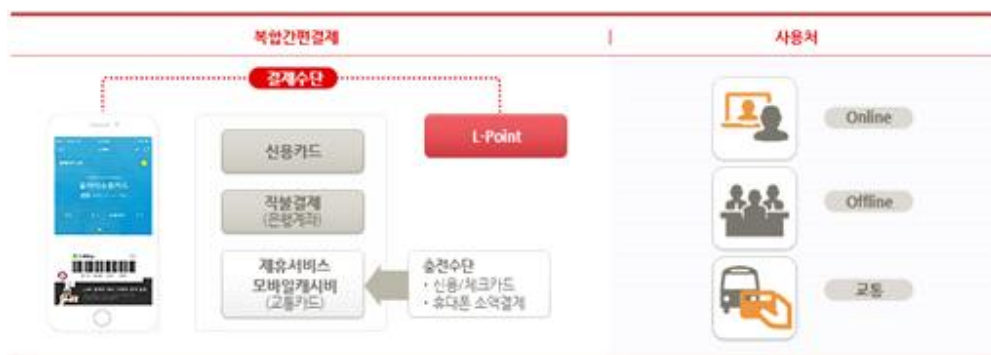 복합간편결제
사용처
결제수단
L-Point
신용카드
직불결제
(은행계좌)
제휴서비스
모바일캐시비
(교통카드)
충전수단
· 신용/체크카드
· 휴대폰 소액결제
Online
Offline
교통